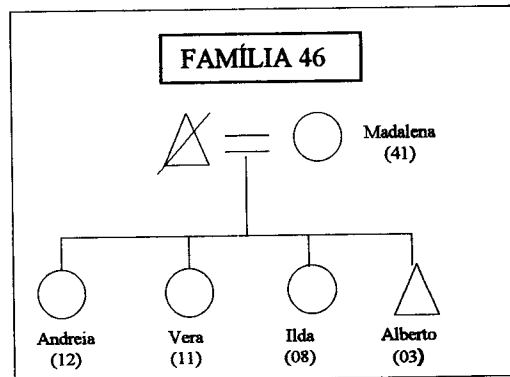 FAMÍLIA 46
Madalena
(41)
Andreia Vera Ilda Alberto
(12) (11) (08) (03)